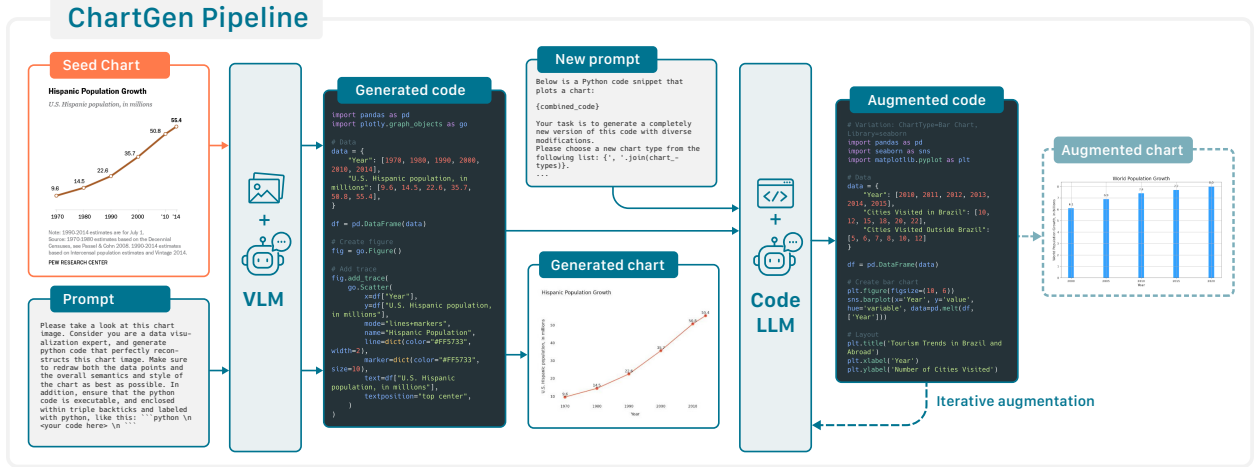 ChartGen Pipeline
Seed Chart
Hispanic Population Growth
U.S. Hispanic population, in millions
55.4
50.8
35.7
22.6
14.5
9.6
1970 1980 1990 2000 '10 '14
Note: 1990-2014 estimates are for July 1.
Source: 1970-1980 estimates based on the Decennial
Censuses, see Passel & Cohn 2008. 1990-2014 estimates
based on Intercensal population estimates and Vintage 2014.
PEW RESEARCH CENTER
Prompt
Please take a look at this chart
image. Consider you are a data visu-
alization expert, and generate
python code that perfectly recon-
structs this chart image. Make sure
to redraw both the data points and
the overall semantics and style of
the chart as best as possible. In
addition, ensure that the python
code is executable, and enclosed
within triple backticks and labeled
with python, like this: ```python \n
<your code here> \n ```
+
VLM
Generated code
import pandas as pd
import plotly.graph_objects as go
# Data
data = {
"Year": [1970, 1980, 1990, 2000,
2010, 2014],
"U.S. Hispanic population, in
millions": [9.6, 14.5, 22.6, 35.7,
50.8, 55.4],
}
df = pd.DataFrame(data)
# Create figure
fig = go.Figure()
# Add trace
fig.add_trace(
go.Scatter(
x=df["Year"],
y=df["U.S. Hispanic population,
in millions"],
mode="lines+markers",
name="Hispanic Population",
line=dict(color="#FF5733",
width=2),
marker=dict(color="#FF5733",
size=10),
text=df["U.S. Hispanic
population, in millions"],
textposition="top center",
)
)
New prompt
Below is a Python code snippet that
plots a chart:
{combined_code}
Your task is to generate a completely
new version of this code with diverse
modifications.
Please choose a new chart type from the
following list: {', '.join(chart_-
types)}.
...
Generated chart
Hispanic Population Growth
U.S. Hispanic population, in millions
50
40
30
20
10
1970 1980 1990 2000 2010
Year
</>
+
Code
LLM
Augmented code
# Variation: ChartType=Bar Chart,
Library=seaborn
import pandas as pd
import seaborn as sns
import matplotlib.pyplot as plt
# Data
data = {
"Year": [2010, 2011, 2012, 2013,
2014, 2015],
"Cities Visited in Brazil": [10,
12, 15, 18, 20, 22],
"Cities Visited Outside Brazil":
[5, 6, 7, 8, 10, 12]
}
df = pd.DataFrame(data)
# Create bar chart
plt.figure(figsize=(10, 6))
sns.barplot(x='Year', y='value',
hue='variable', data=pd.melt(df,
['Year']))
# Layout
plt.title('Tourism Trends in Brazil and
Abroad')
plt.xlabel('Year')
plt.ylabel('Number of Cities Visited')
Iterative augmentation
Augmented chart
World Population Growth
Year